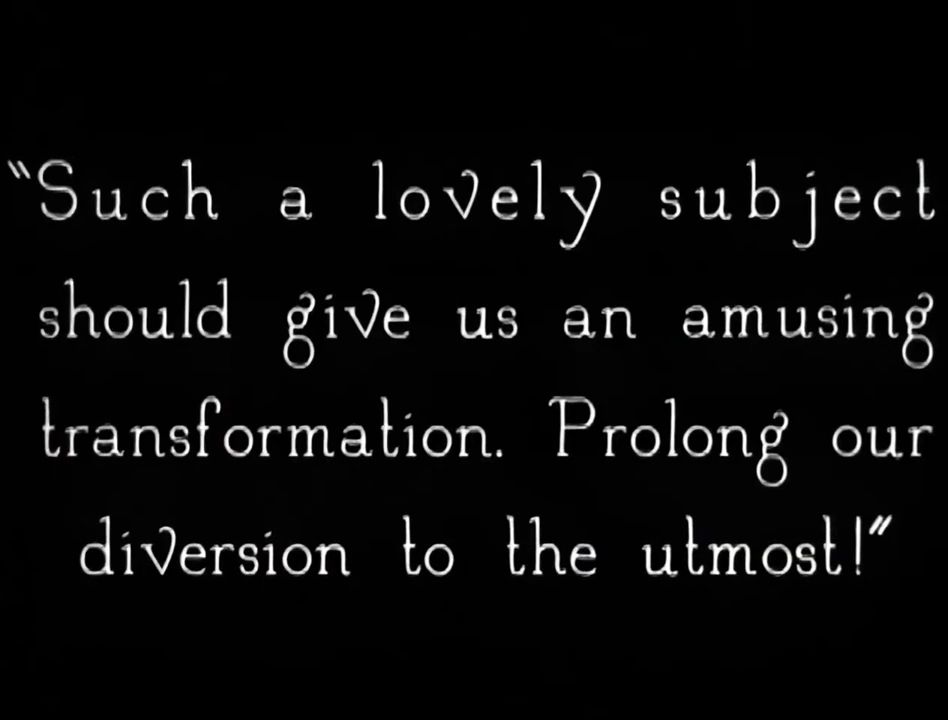 “Such a lovely subject
should give us an amusing
transformation. Prolong our
diversion to the utmost!”